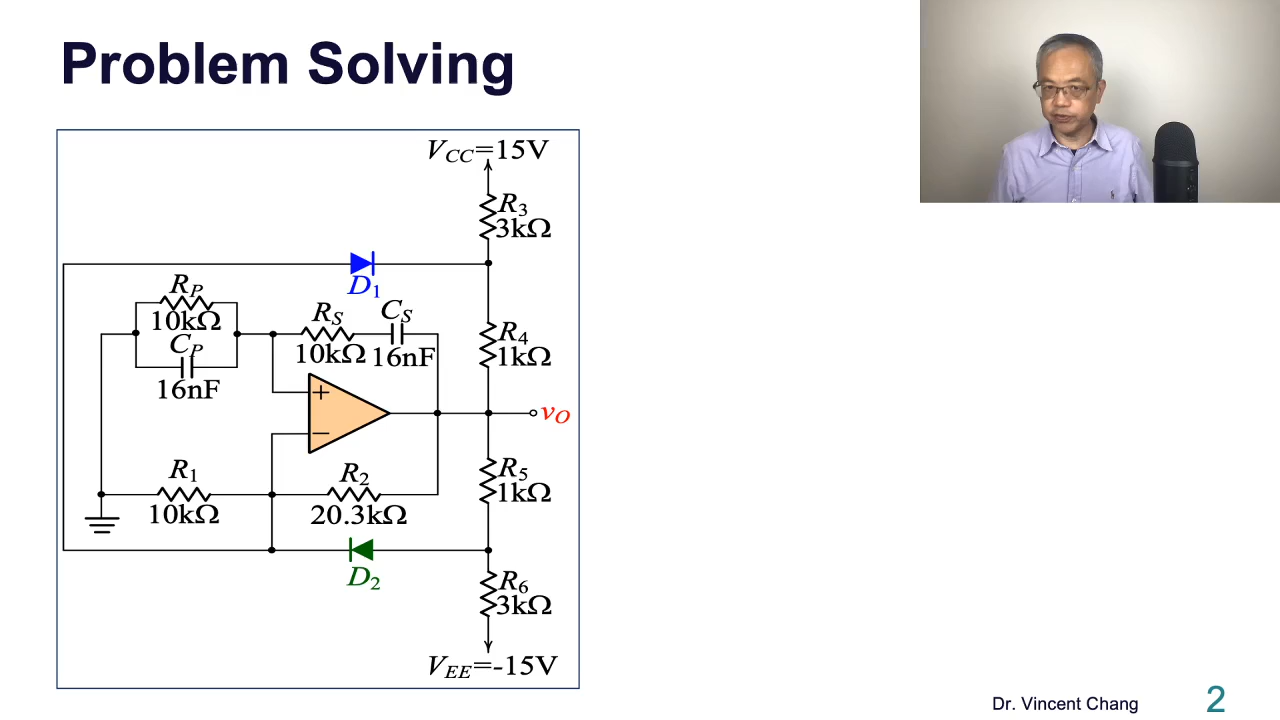 Problem Solving
VCC=15V
R3
3kΩ
D1
RP
10kΩ
CP
16nF
RS
10kΩ
CS
16nF
R4
1kΩ
+
−
vO
R1
10kΩ
R2
20.3kΩ
R5
1kΩ
D2
R6
3kΩ
VEE=-15V
Dr. Vincent Chang
2